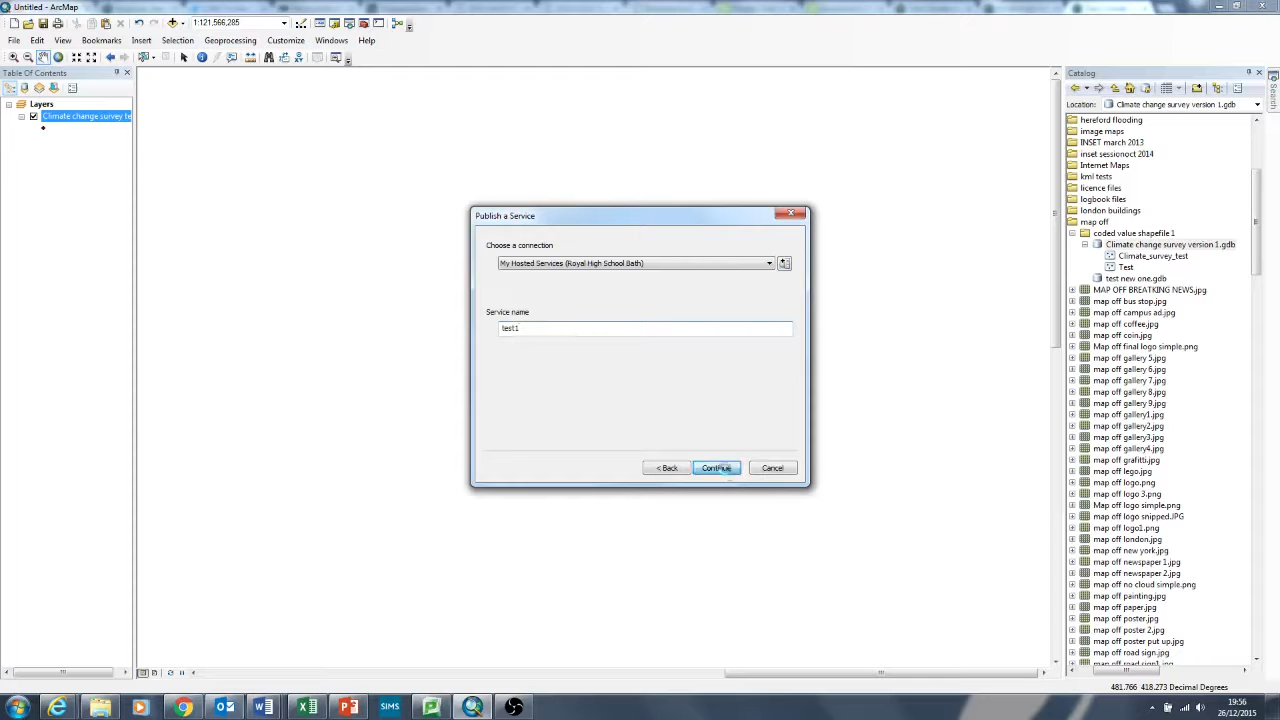 Untitled - ArcMap
1:121,566,285
File Edit View Bookmarks Insert Selection Geoprocessing Customize Windows Help
Table Of Contents
Layers
Climate change survey te
Publish a Service
Choose a connection
My Hosted Services (Royal High School Bath)
Service name
test1
< Back
Continue
Cancel
Catalog
Location: Climate change survey version 1.gdb
Search
hereford flooding
image maps
INSET march 2013
inset sessionoct 2014
Internet Maps
kml tests
licence files
logbook files
london buildings
map off
coded value shapefile 1
Climate change survey version 1.gdb
Climate_survey_test
Test
test new one.gdb
MAP OFF BREATKING NEWS.jpg
map off bus stop.jpg
map off campus ad.jpg
map off coffee.jpg
map off coin.jpg
Map off final logo simple.png
map off gallery 5.jpg
map off gallery 6.jpg
map off gallery 7.jpg
map off gallery 8.jpg
map off gallery 9.jpg
map off gallery1.jpg
map off gallery2.jpg
map off gallery3.jpg
map off gallery4.jpg
map off grafitti.jpg
map off lego.jpg
map off logo.png
map off logo 3.png
Map off logo simple.png
map off logo snipped.JPG
map off logo1.png
map off london.jpg
map off new york.jpg
map off newspaper 1.jpg
map off newspaper 2.jpg
map off no cloud simple.png
map off painting.jpg
map off paper.jpg
map off poster.jpg
map off poster 2.jpg
map off poster put up.jpg
map off road sign.jpg
map off road sign1.jpg
481.766 418.273 Decimal Degrees
SIMS
19:56
26/12/2015